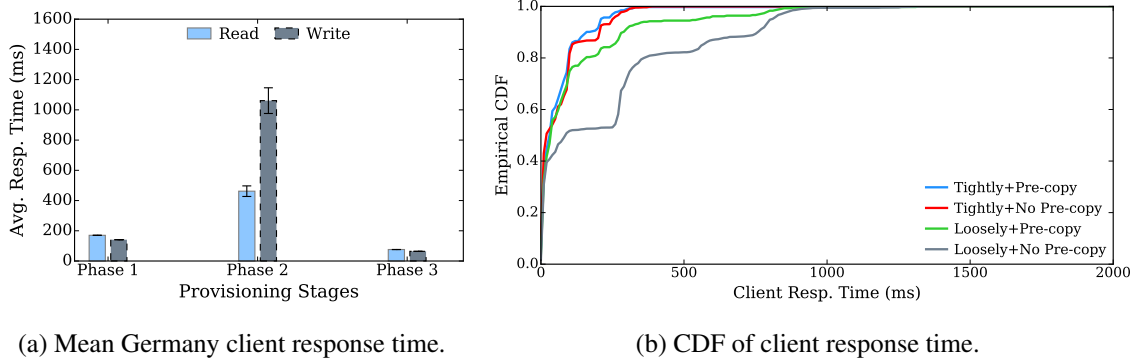 1600
1400
1200
1000
800
600
400
200
0
Avg. Resp. Time (ms)
Read Write
Phase 1 Phase 2 Phase 3
Provisioning Stages
(a) Mean Germany client response time.
1.0
0.8
0.6
0.4
0.2
0.0
Empirical CDF
Tightly+Pre-copy
Tightly+No Pre-copy
Loosely+Pre-copy
Loosely+No Pre-copy
0 500 1000 1500 2000
Client Resp. Time (ms)
(b) CDF of client response time.